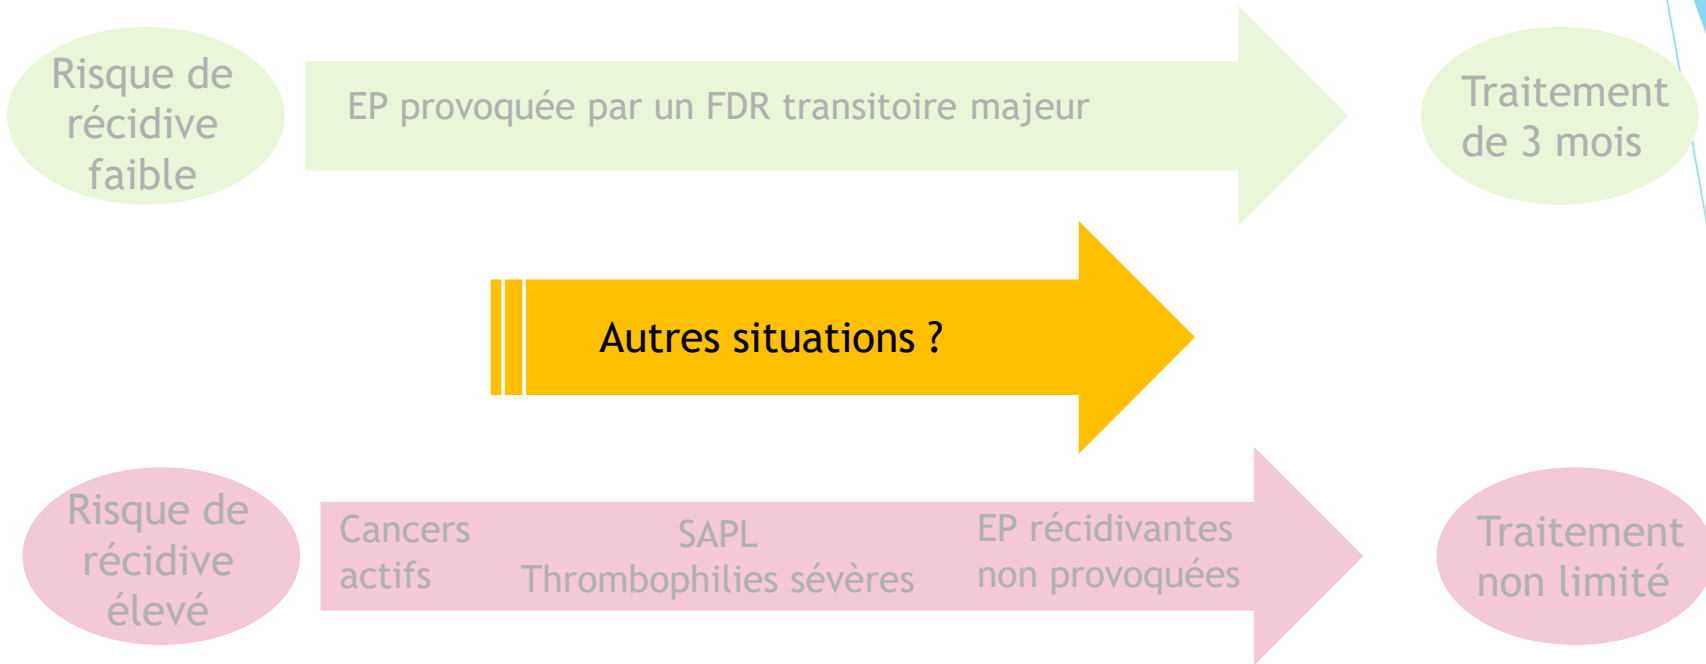 Risque de
récidive
faible
EP provoquée par un FDR transitoire majeur
Traitement
de 3 mois
Autres situations ?
Risque de
récidive
élevé
Cancers
actifs
SAPL
Thrombophilies sévères
EP récidivantes
non provoquées
Traitement
non limité